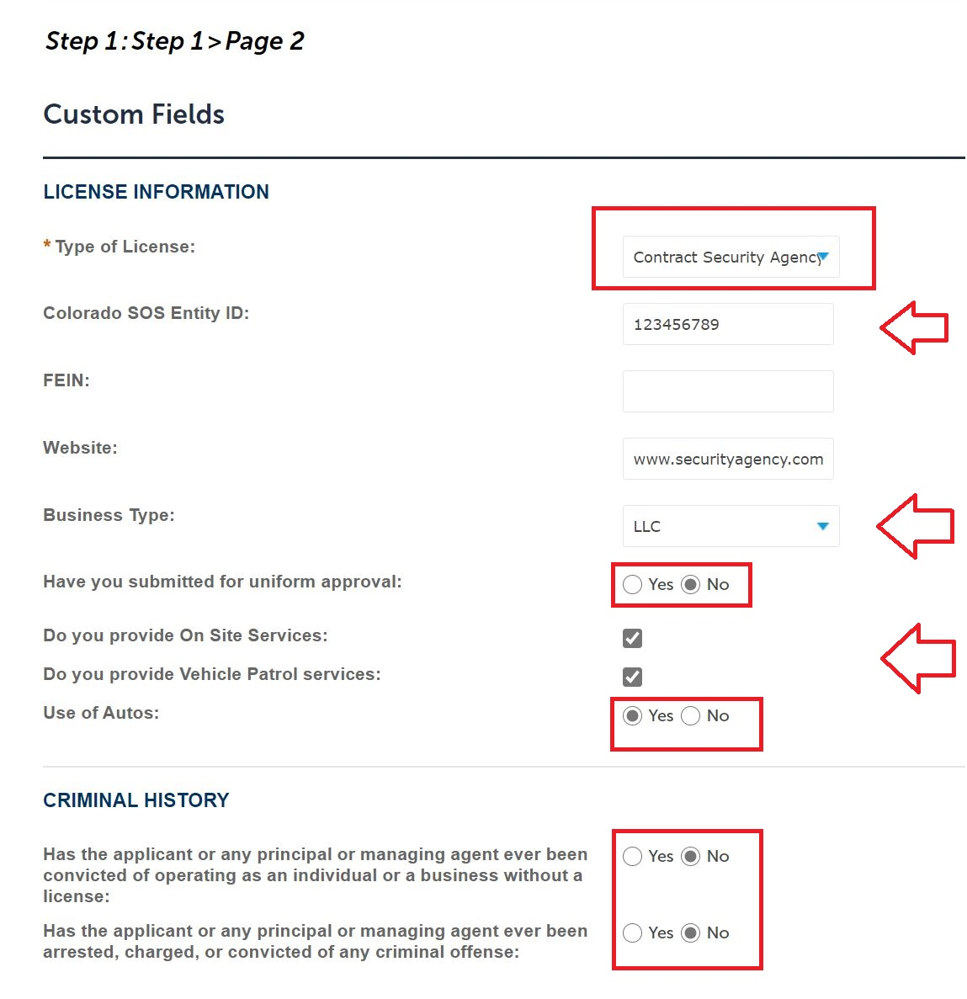 Step 1: Step 1 > Page 2
Custom Fields
LICENSE INFORMATION
* Type of License:
Contract Security Agency
Colorado SOS Entity ID:
123456789
FEIN:
Website:
www.securityagency.com
Business Type:
LLC
Have you submitted for uniform approval:
Yes No
Do you provide On Site Services:
Do you provide Vehicle Patrol services:
Use of Autos:
Yes No
CRIMINAL HISTORY
Has the applicant or any principal or managing agent ever been
convicted of operating as an individual or a business without a
license:
Yes No
Has the applicant or any principal or managing agent ever been
arrested, charged, or convicted of any criminal offense:
Yes No